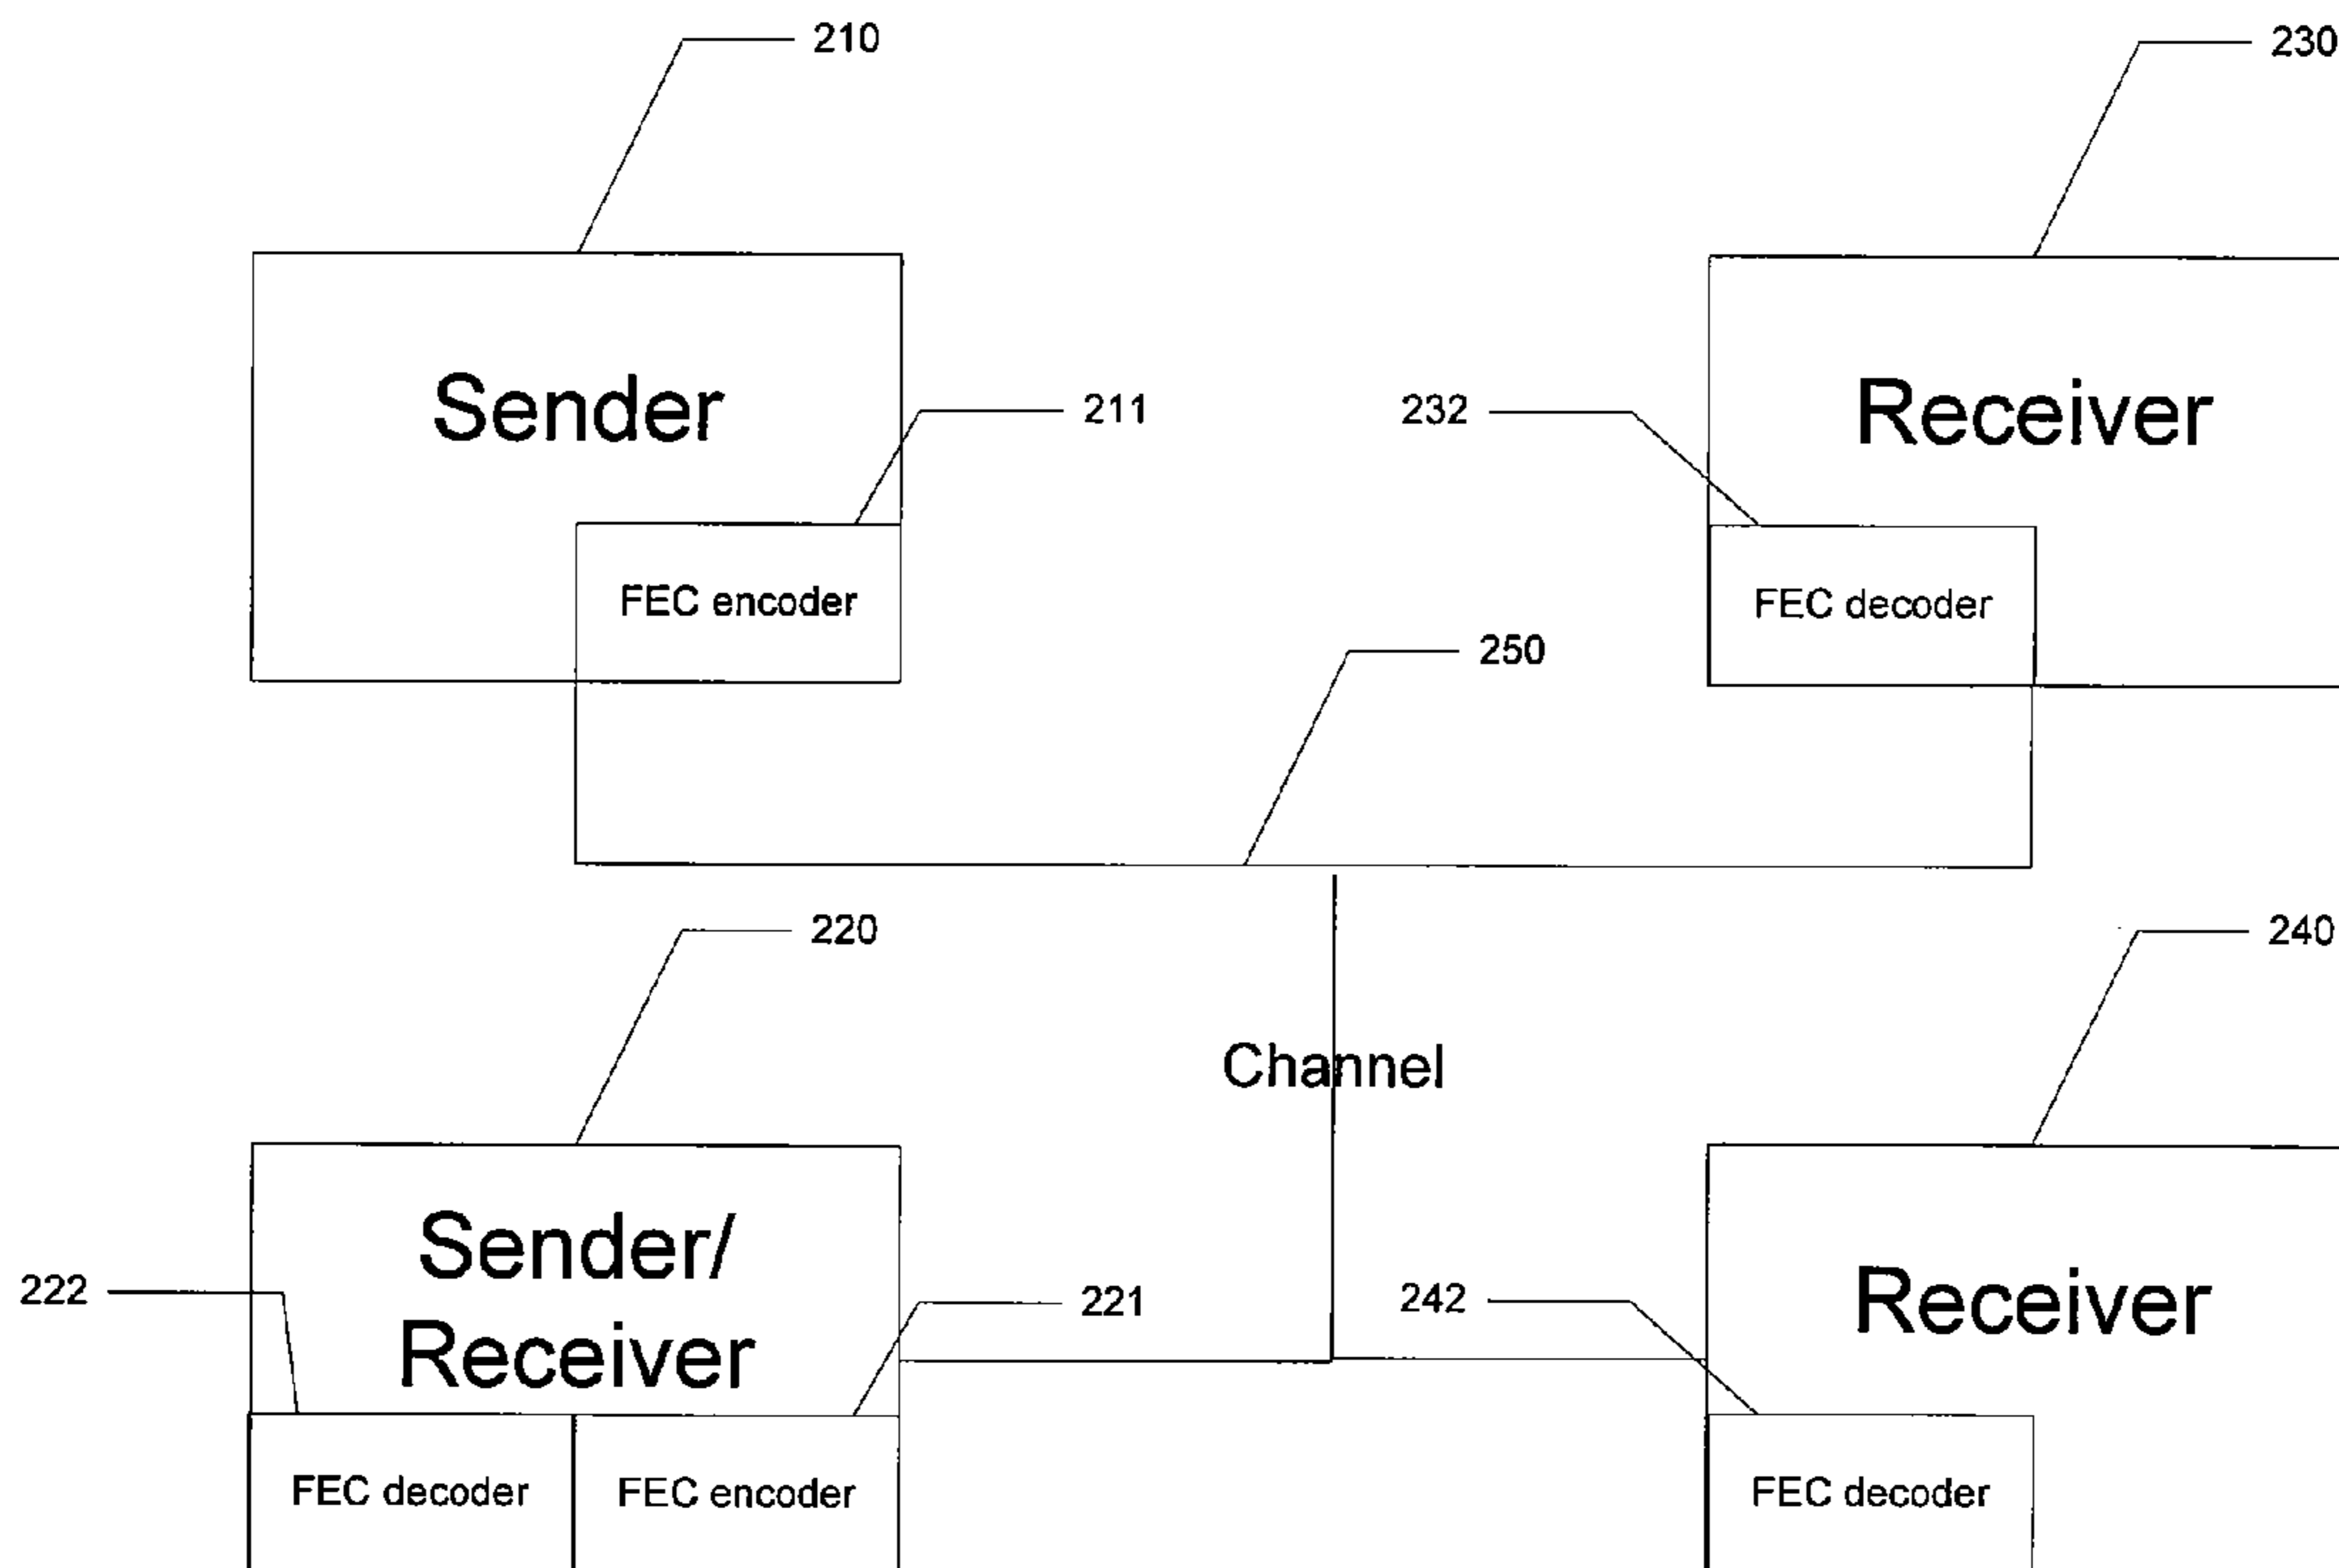 210
230
Sender
211
232
Receiver
FEC encoder
FEC decoder
250
220
240
Channel
Sender/
Receiver
222
221
242
Receiver
FEC decoder
FEC encoder
FEC decoder